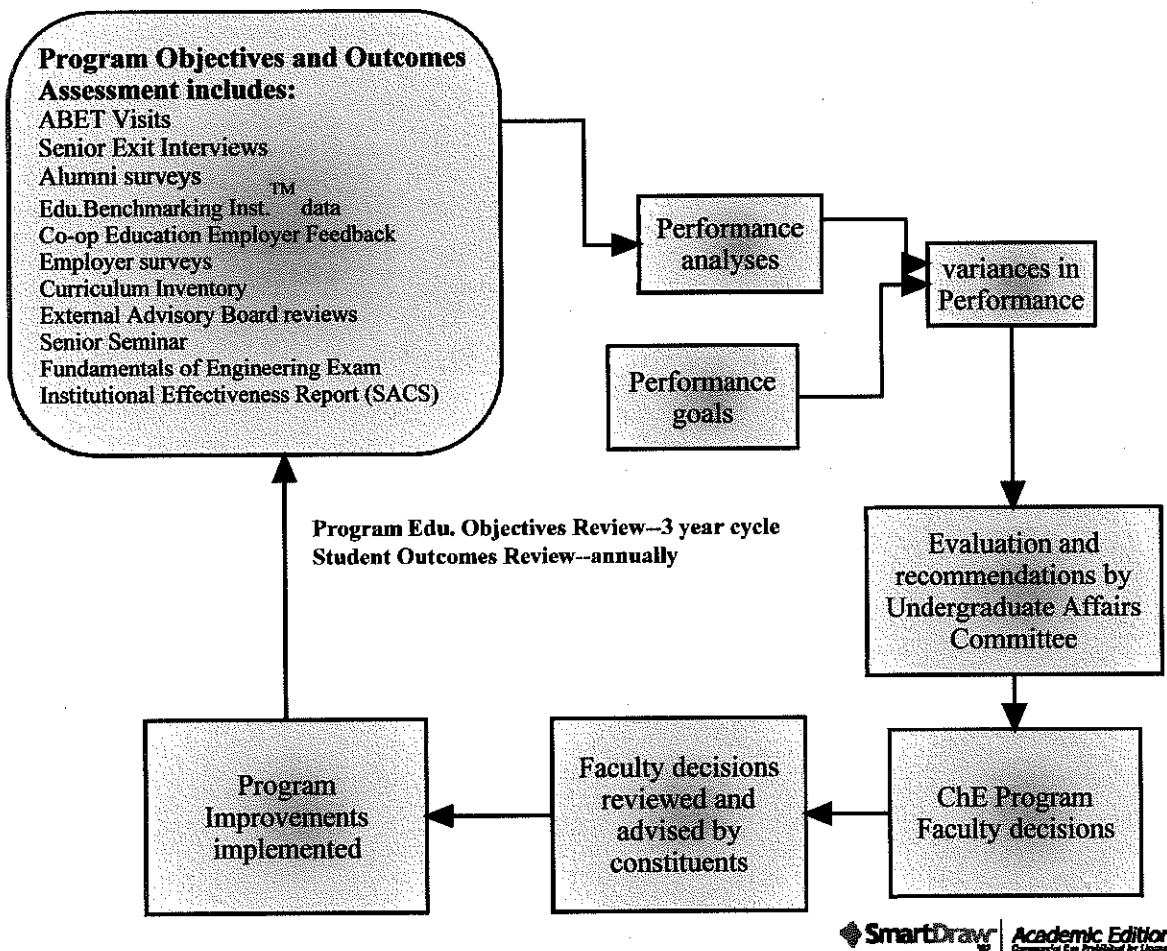 Program Objectives and Outcomes
Assessment includes:
ABET Visits
Senior Exit Interviews
Alumni surveys
Edu.Benchmarking Inst.™ data
Co-op Education Employer Feedback
Employer surveys
Curriculum Inventory
External Advisory Board reviews
Senior Seminar
Fundamentals of Engineering Exam
Institutional Effectiveness Report (SACS)
Performance
analyses
variances in
Performance
Performance
goals
Program Edu. Objectives Review--3 year cycle
Student Outcomes Review--annually
Evaluation and
recommendations by
Undergraduate Affairs
Committee
ChE Program
Faculty decisions
Faculty decisions
reviewed and
advised by
constituents
Program
Improvements
implemented
SmartDraw Academic Edition